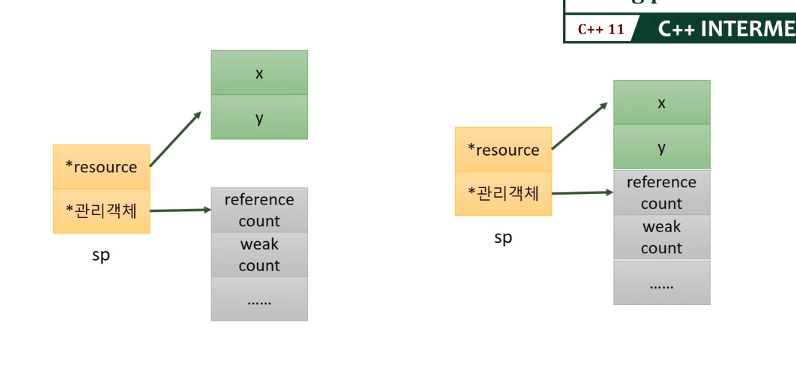 C++ 11
C++ INTERME
x
y
*resource
*관리객체
sp
reference
count
weak
count
......
x
y
*resource
*관리객체
sp
reference
count
weak
count
......